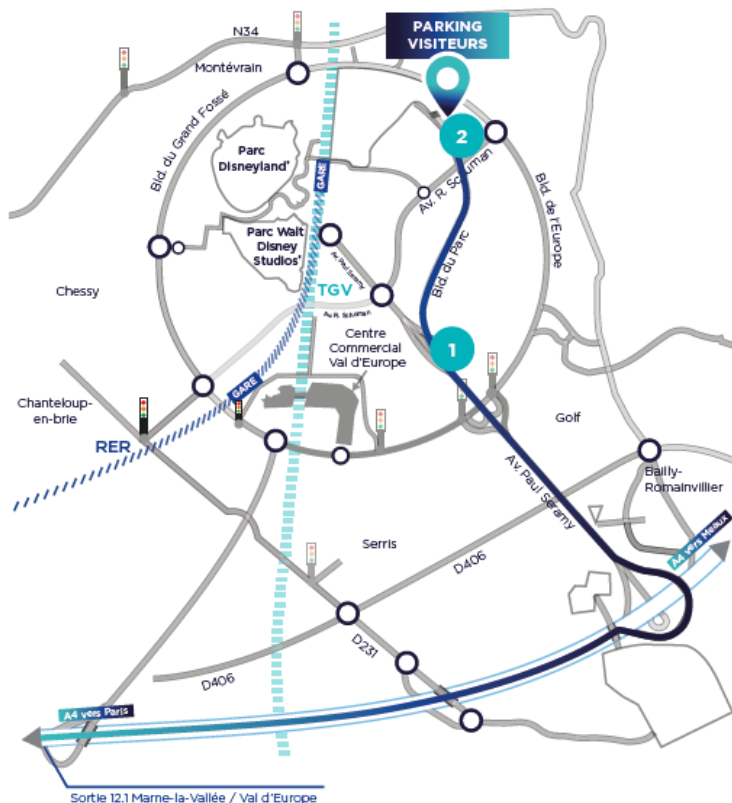 PARKING
VISITEURS
N34
Montévrain
2
Bld. du Grand Fossé
Parc
Disneyland*
GARE
Av. R. Schuman
Bld. de l'Europe
Parc Walt
Disney
Studios*
Bld. du Parc
Av. Paul Séramy
Chessy
TGV
Av. R. Schuman
1
Centre
Commercial
Val d'Europe
GARE
Chanteloup-
en-brie
Golf
RER
Av. Paul Séramy
Bailly-
Romainvillier
A4 vers Meaux
Serris
D406
D231
D406
A4 vers Paris
Sortie 12.1 Marne-la-Vallée / Val d'Europe